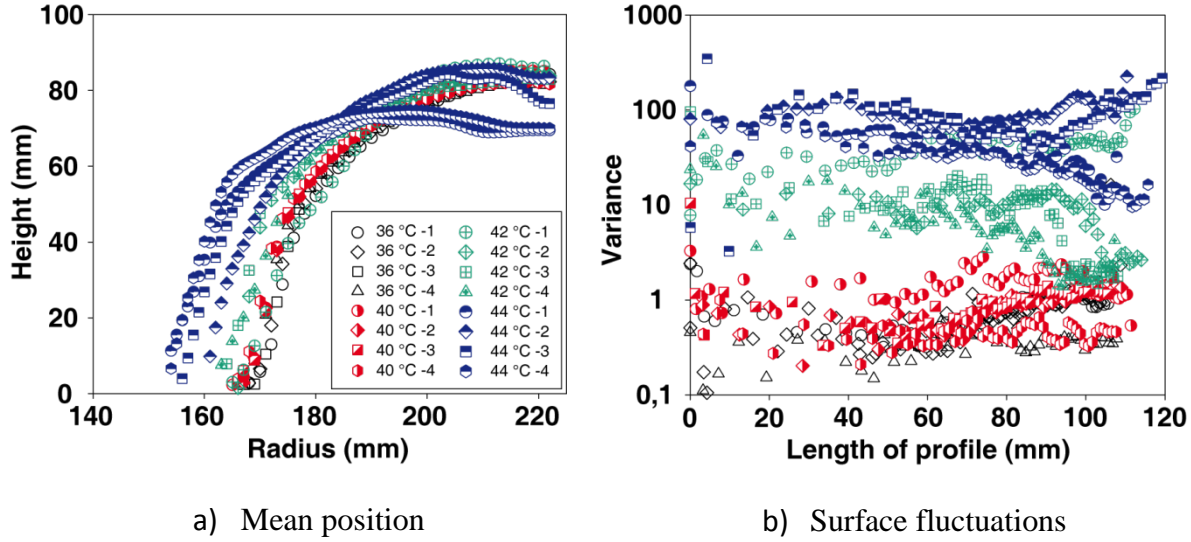 100
80
60
40
20
0
Height (mm)
140
160
180
200
220
Radius (mm)
36 °C -1
36 °C -2
36 °C -3
36 °C -4
40 °C -1
40 °C -2
40 °C -3
40 °C -4
42 °C -1
42 °C -2
42 °C -3
42 °C -4
44 °C -1
44 °C -2
44 °C -3
44 °C -4
a) Mean position
1000
100
10
1
0,1
Variance
0
20
40
60
80
100
120
Length of profile (mm)
b) Surface fluctuations